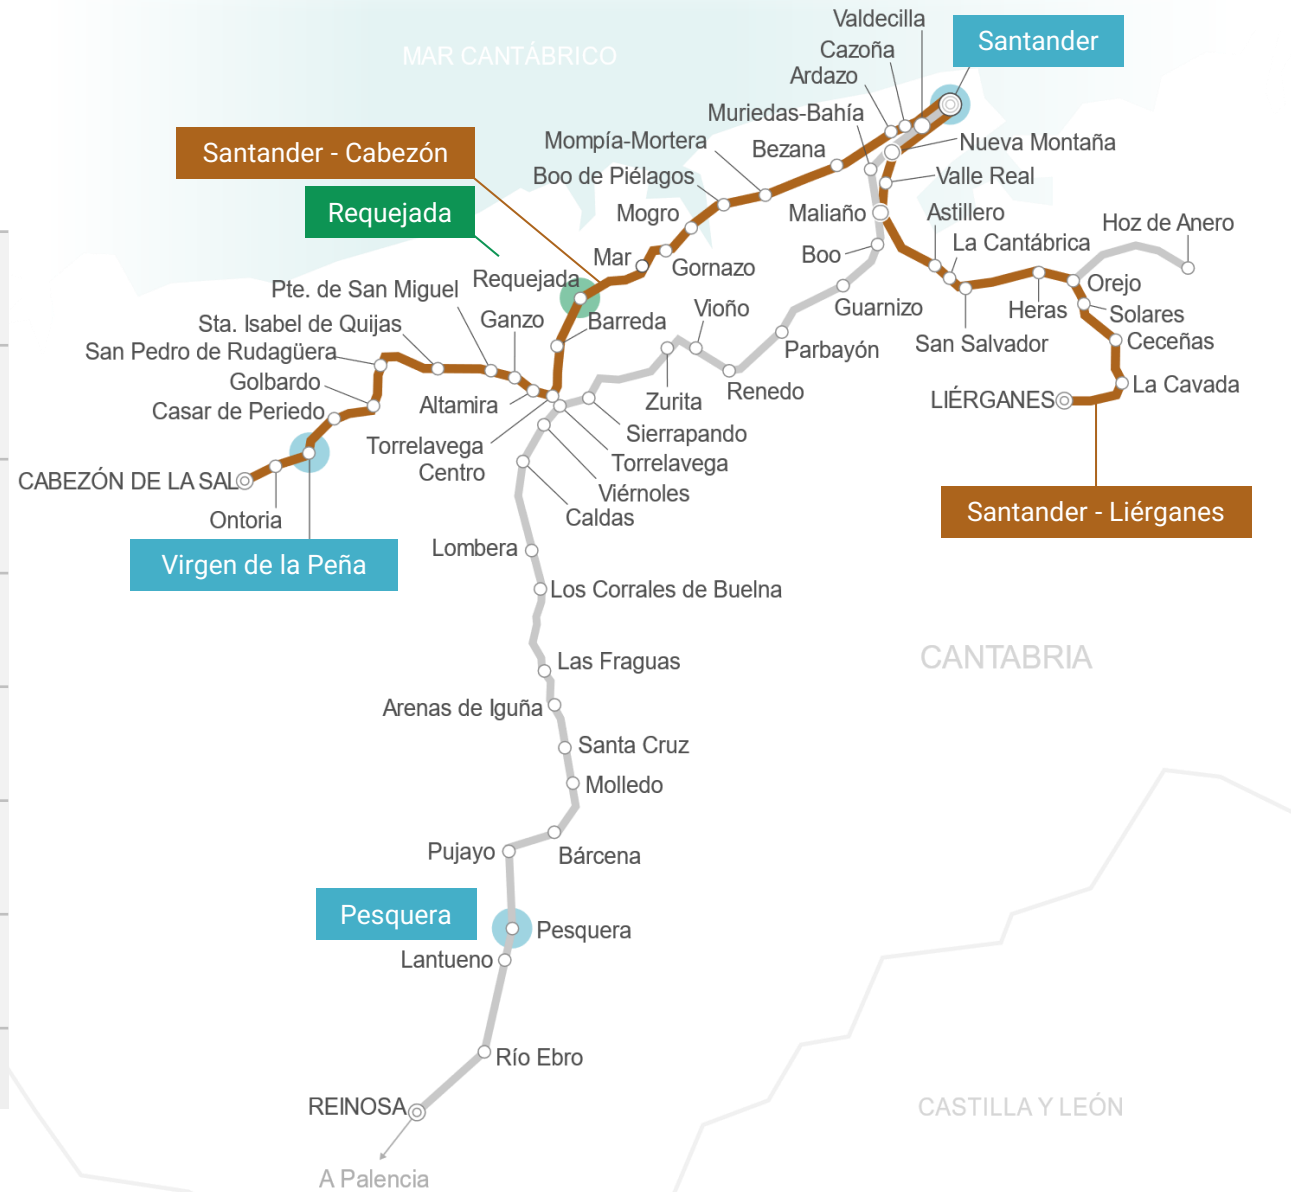 Valdecilla
Santander
Cazoña
MAR CANTÁBRICO
Ardazo
Muriedas-Bahía
Mompía-Mortera
Nueva Montaña
Bezana
Santander - Cabezón
Boo de Piélagos
Valle Real
Requejada
Mogro
Maliaño
Astillero
Hoz de Anero
La Cantábrica
Boo
Mar
Gornazo
Requejada
Orejo
Pte. de San Miguel
Vioño
Guarnizo
Heras
Solares
Ganzo
Barreda
Sta. Isabel de Quijas
San Pedro de Rudagüera
Parbayón
San Salvador
Ceceñas
Golbardo
Renedo
La Cavada
Zurita
LIÉRGANES
Altamira
Casar de Periedo
Sierrapando
Torrelavega
Centro
Torrelavega
CABEZÓN DE LA SAL
Viérnoles
Ontoria
Caldas
Santander - Liérganes
Lombera
Virgen de la Peña
Los Corrales de Buelna
CANTABRIA
Las Fraguas
Arenas de Iguña
Santa Cruz
Molledo
Pujayo
Bárcena
Pesquera
Pesquera
Lantueno
Río Ebro
REINOSA
CASTILLA Y LEÓN
A Palencia